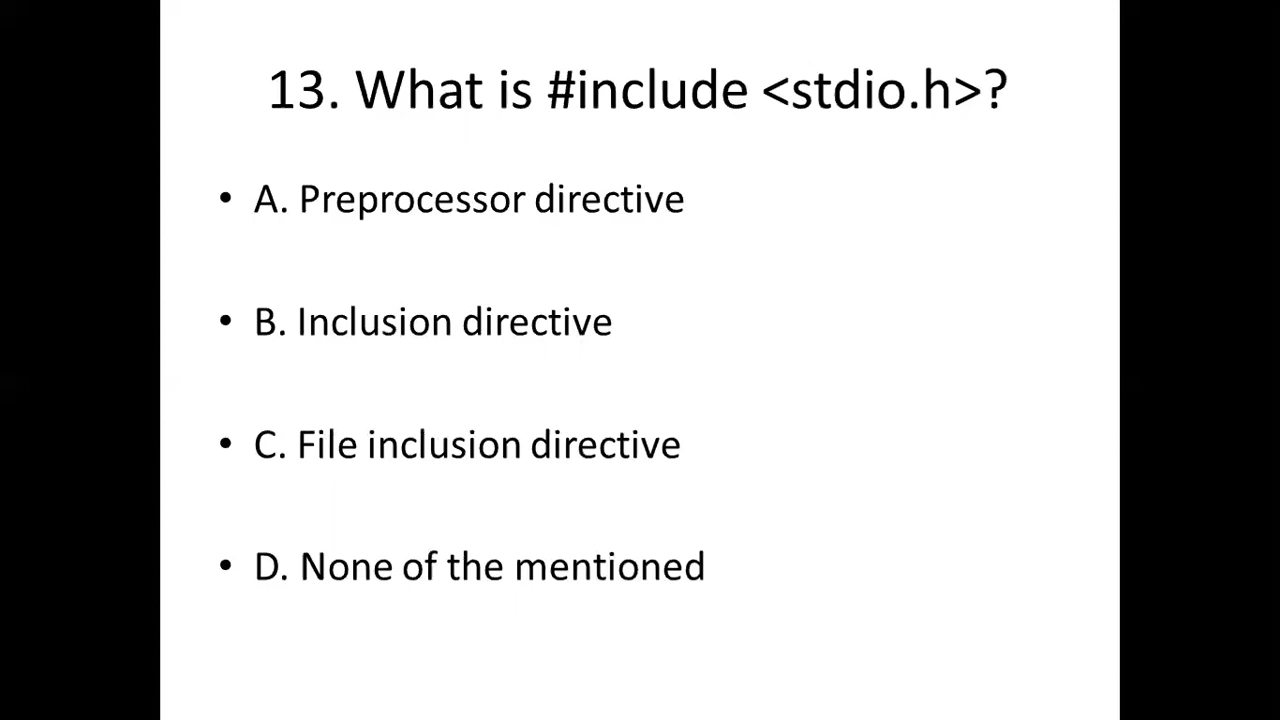 13. What is #include <stdio.h>?
• A. Preprocessor directive
• B. Inclusion directive
• C. File inclusion directive
• D. None of the mentioned